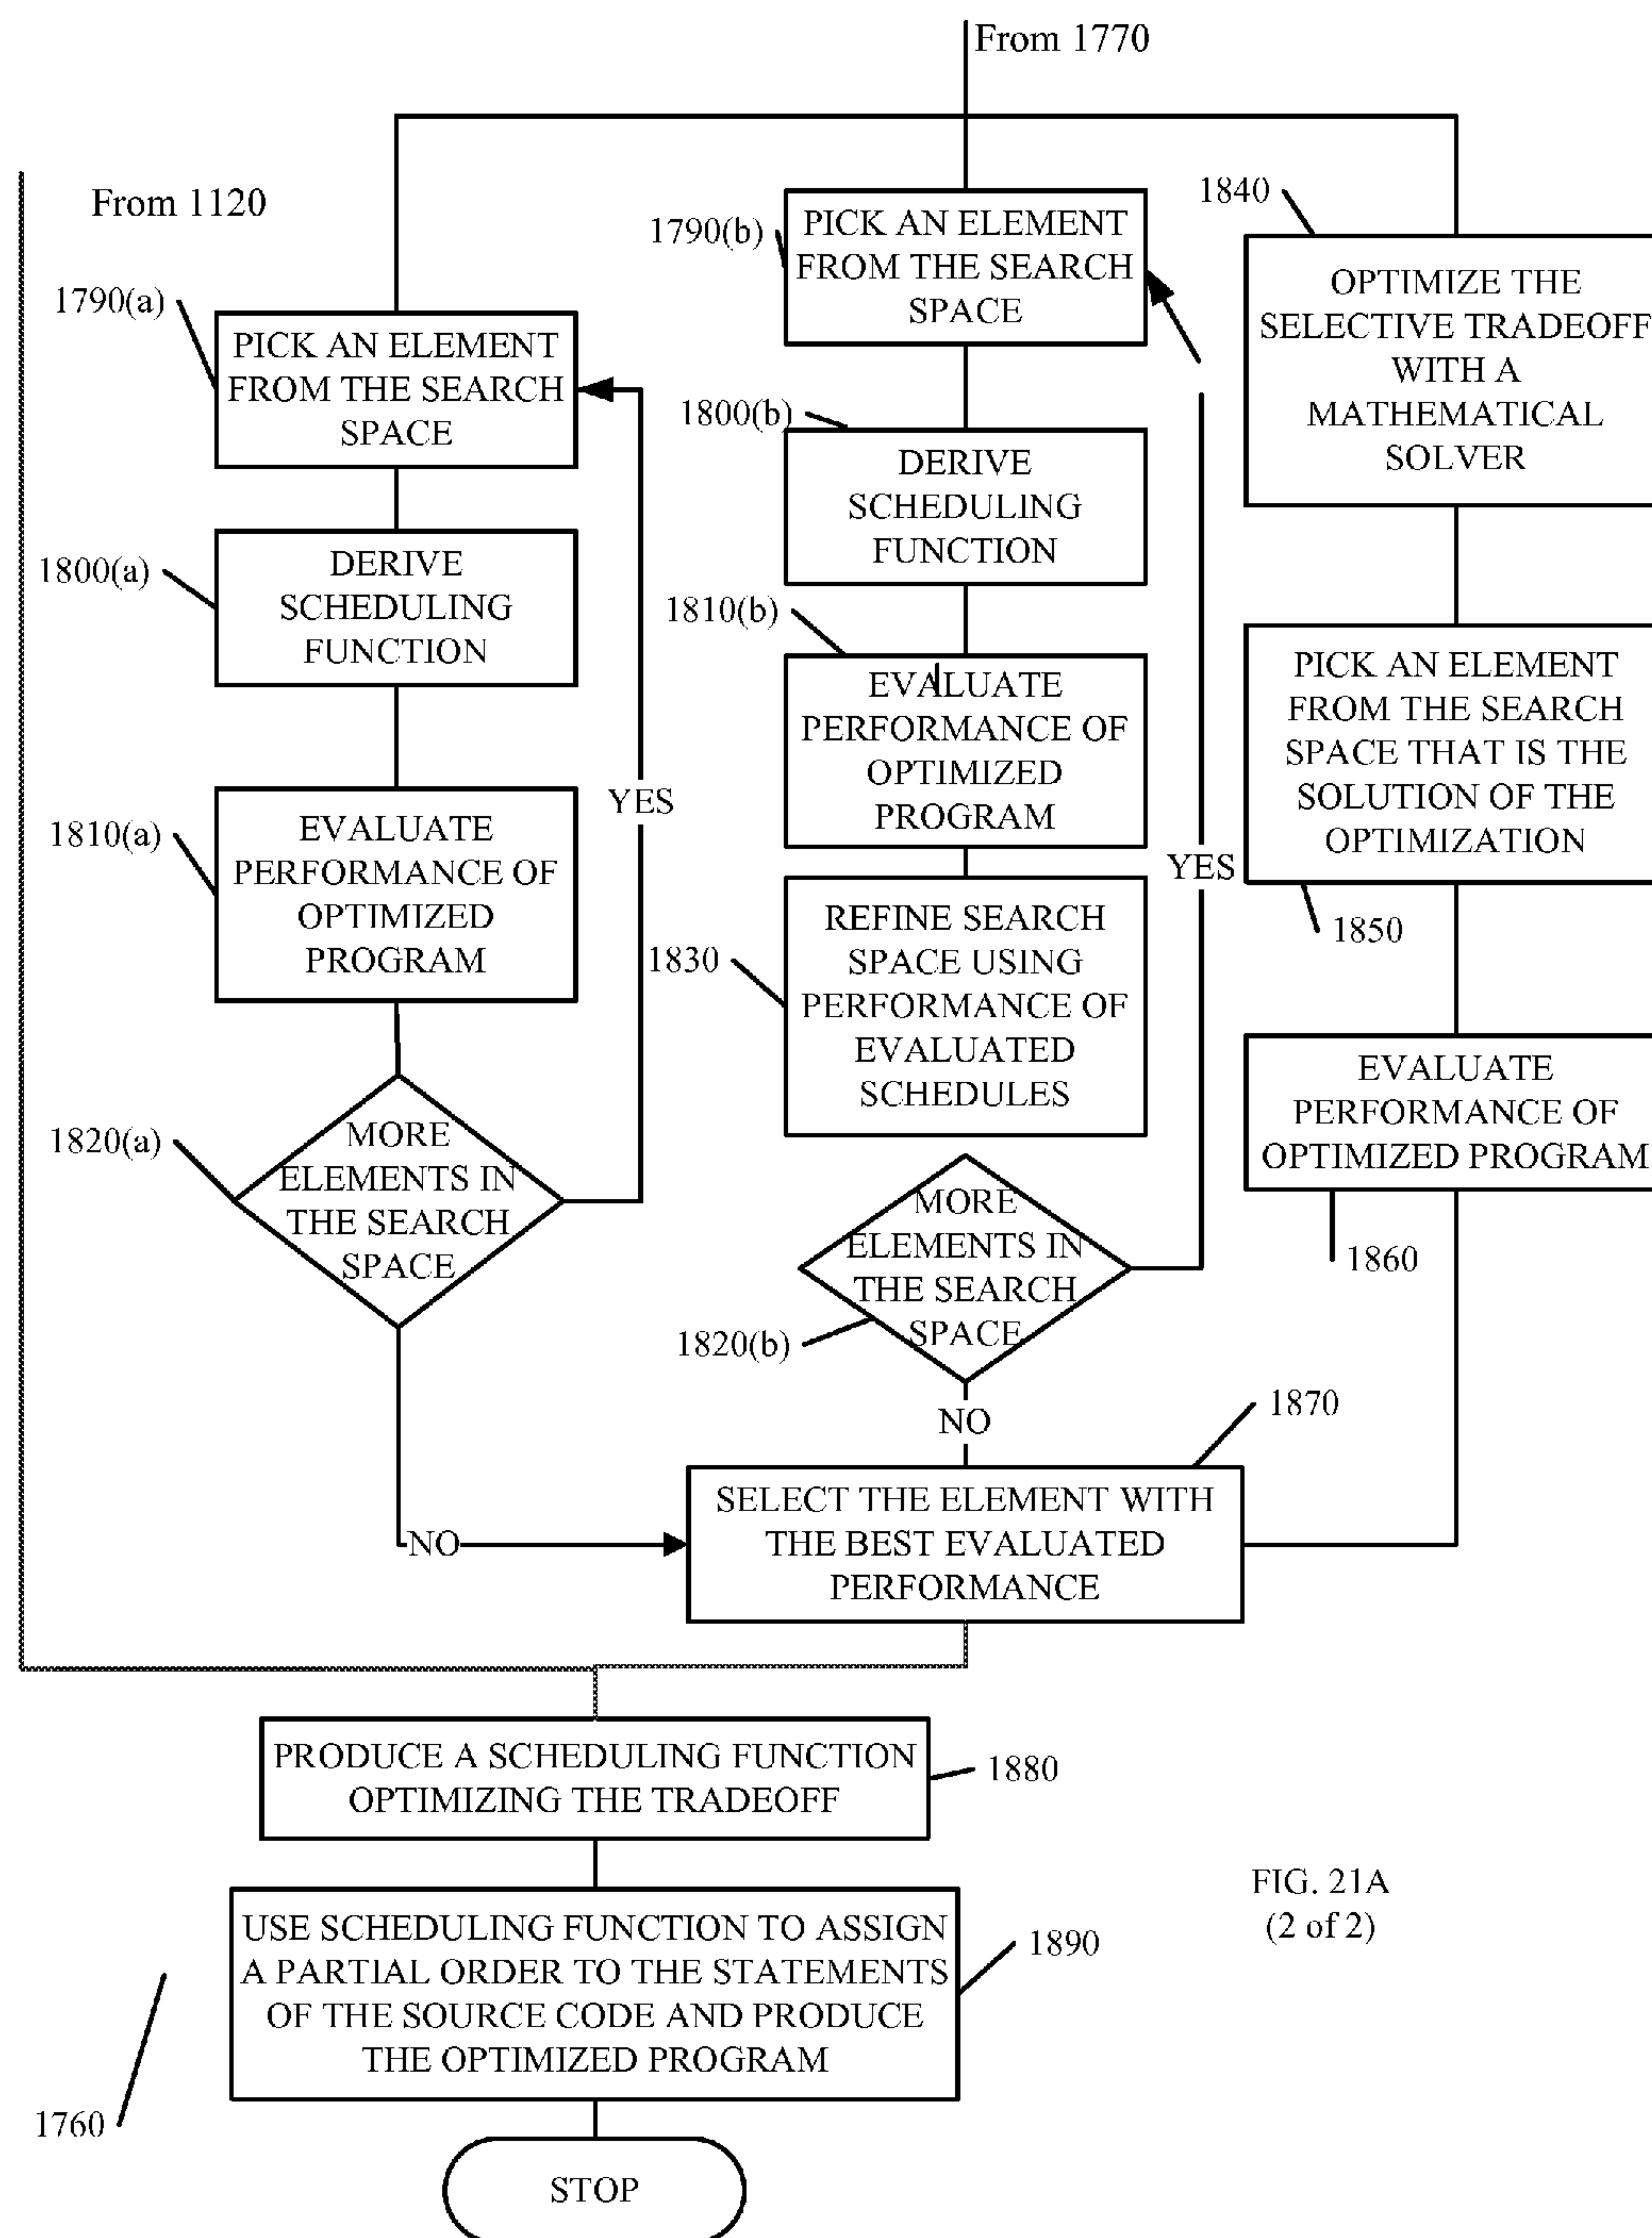 From 1770
From 1120
1790(a)
PICK AN ELEMENT
FROM THE SEARCH
SPACE
1800(a)
DERIVE
SCHEDULING
FUNCTION
1810(a)
EVALUATE
PERFORMANCE OF
OPTIMIZED
PROGRAM
1820(a)
MORE
ELEMENTS IN
THE SEARCH
SPACE
YES
NO
1790(b)
PICK AN ELEMENT
FROM THE SEARCH
SPACE
1800(b)
DERIVE
SCHEDULING
FUNCTION
1810(b)
EVALUATE
PERFORMANCE OF
OPTIMIZED
PROGRAM
1830
REFINE SEARCH
SPACE USING
PERFORMANCE OF
EVALUATED
SCHEDULES
1820(b)
MORE
ELEMENTS IN
THE SEARCH
SPACE
YES
NO
1840
OPTIMIZE THE
SELECTIVE TRADEOFF
WITH A
MATHEMATICAL
SOLVER
PICK AN ELEMENT
FROM THE SEARCH
SPACE THAT IS THE
SOLUTION OF THE
OPTIMIZATION
1850
EVALUATE
PERFORMANCE OF
OPTIMIZED PROGRAM
1860
1870
SELECT THE ELEMENT WITH
THE BEST EVALUATED
PERFORMANCE
PRODUCE A SCHEDULING FUNCTION
OPTIMIZING THE TRADEOFF
1880
USE SCHEDULING FUNCTION TO ASSIGN
A PARTIAL ORDER TO THE STATEMENTS
OF THE SOURCE CODE AND PRODUCE
THE OPTIMIZED PROGRAM
1890
1760
STOP
FIG. 21A
(2 of 2)